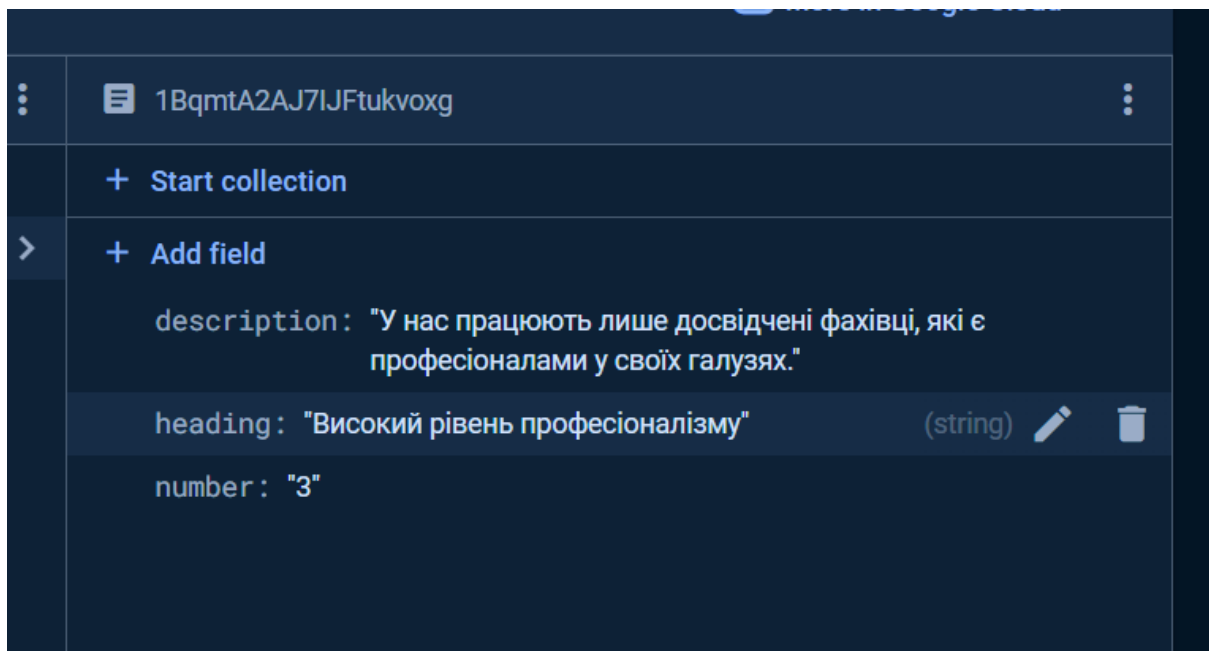 1BqmtA2AJ7IJFtukvoxg
+ Start collection
+ Add field
description: "У нас працюють лише досвідчені фахівці, які є
професіоналами у своїх галузях."
heading: "Високий рівень професіоналізму" (string)
number: "3"